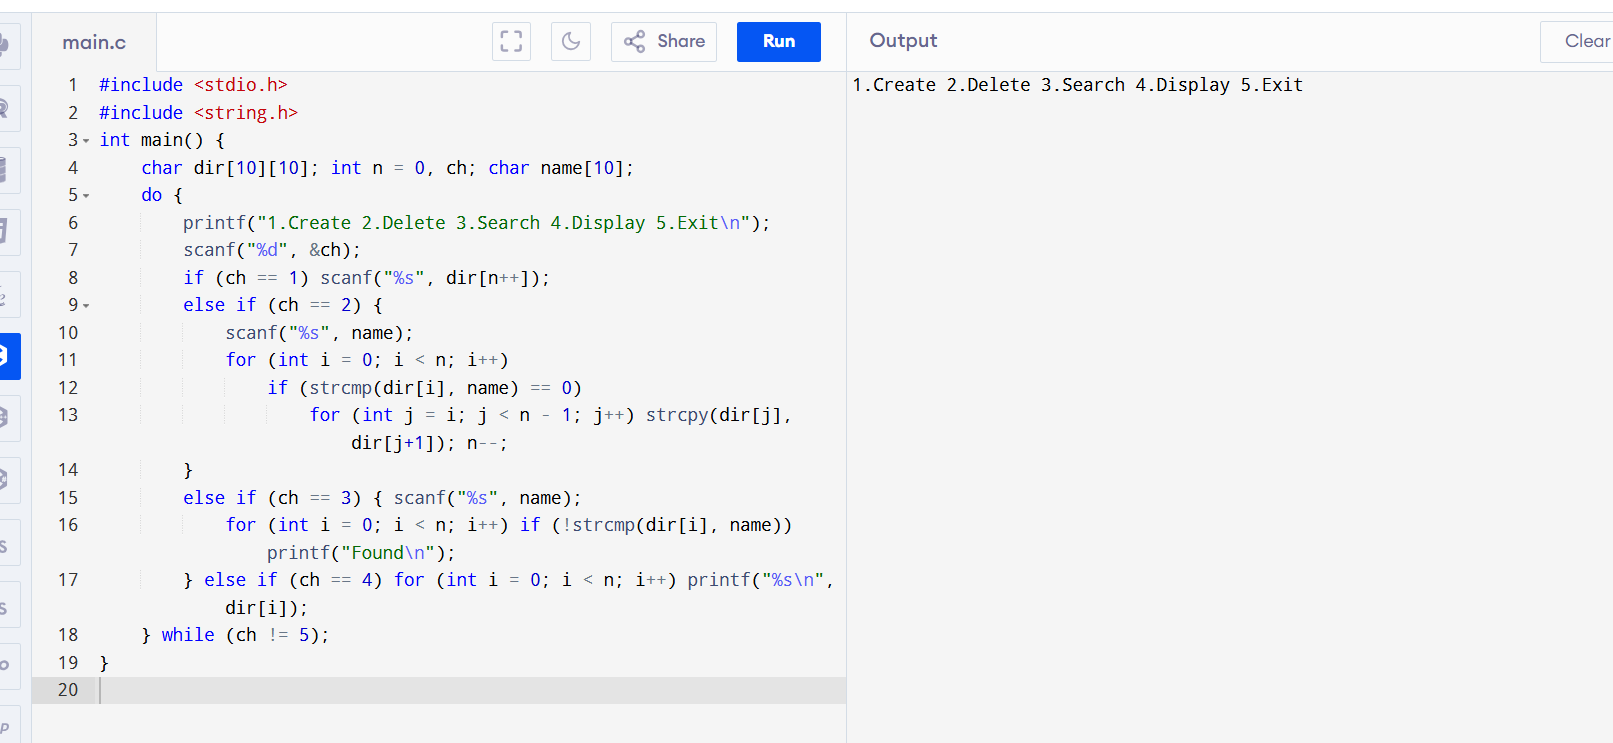 main.c
Share
Run
Output
Clear
1 #include <stdio.h>
2 #include <string.h>
3 int main() {
4 char dir[10][10]; int n = 0, ch; char name[10];
5 do {
6 printf("1.Create 2.Delete 3.Search 4.Display 5.Exit\n");
7 scanf("%d", &ch);
8 if (ch == 1) scanf("%s", dir[n++]);
9 else if (ch == 2) {
10 scanf("%s", name);
11 for (int i = 0; i < n; i++)
12 if (strcmp(dir[i], name) == 0)
13 for (int j = i; j < n - 1; j++) strcpy(dir[j],
dir[j+1]); n--;
14 }
15 else if (ch == 3) { scanf("%s", name);
16 for (int i = 0; i < n; i++) if (!strcmp(dir[i], name))
printf("Found\n");
17 } else if (ch == 4) for (int i = 0; i < n; i++) printf("%s\n",
dir[i]);
18 } while (ch != 5);
19 }
20
1.Create 2.Delete 3.Search 4.Display 5.Exit